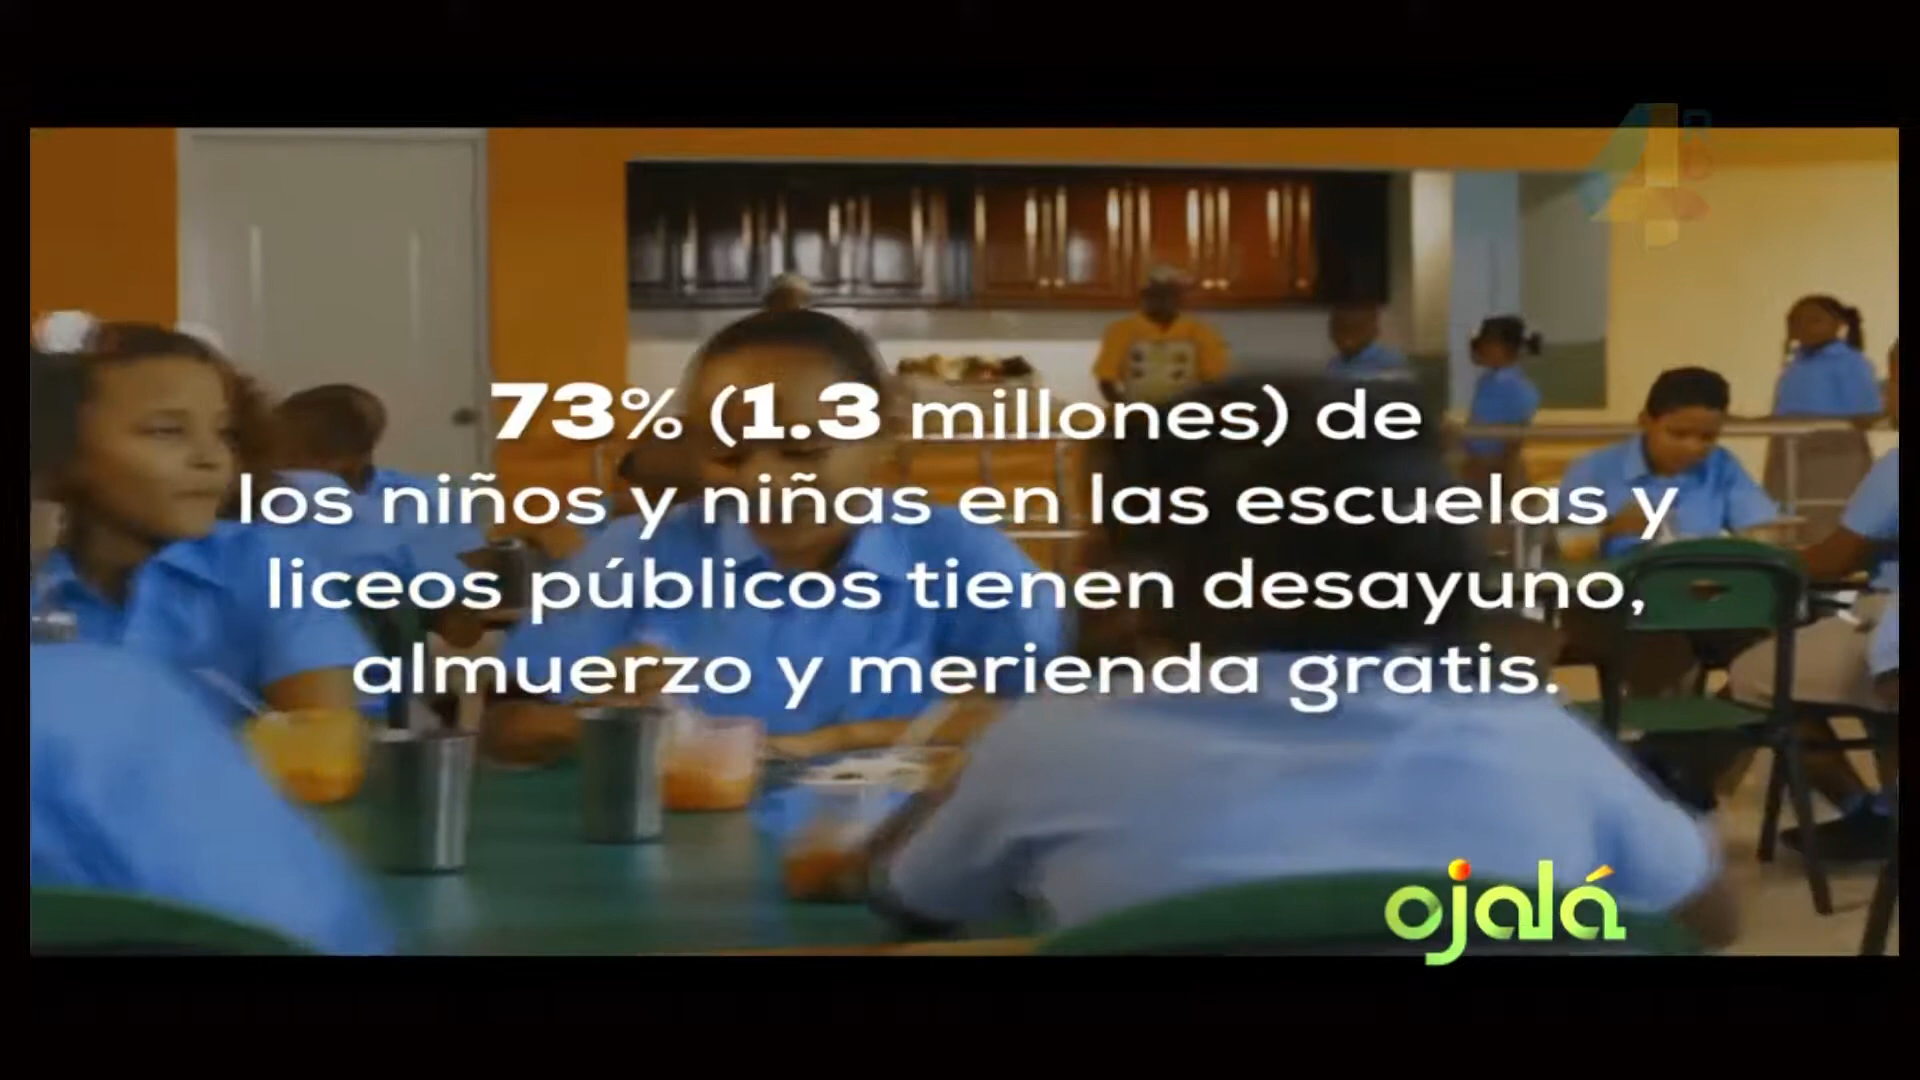 73% (1.3 millones) de
los niños y niñas en las escuelas y
liceos públicos tienen desayuno,
almuerzo y merienda gratis.
ojalá